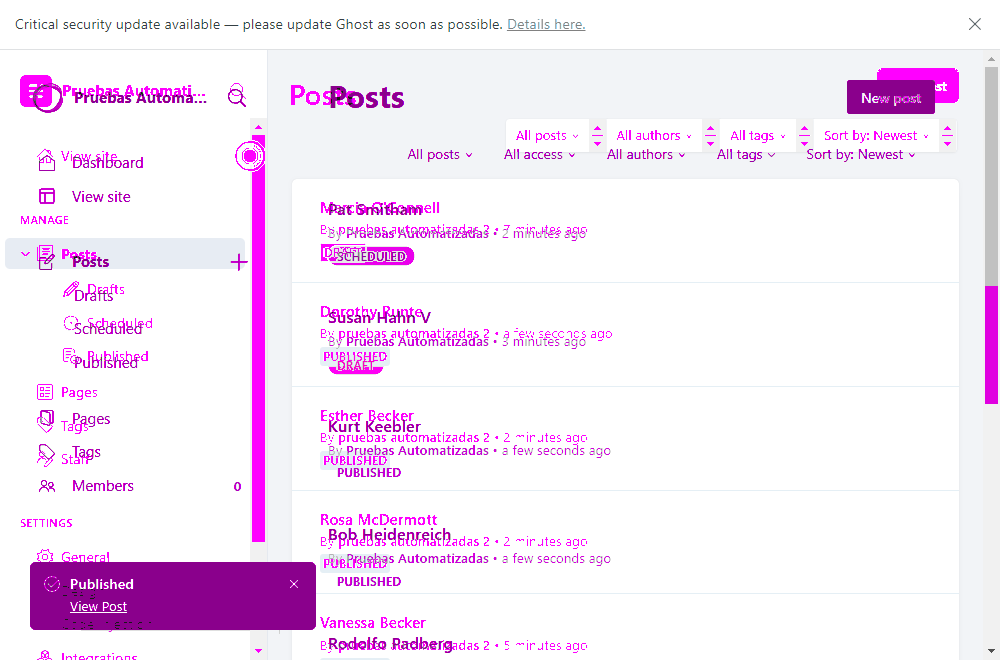 Critical security update available — please update Ghost as soon as possible. Details here.
Pruebas Automati...
Pruebas Automa...
View site
Dashboard
View site
MANAGE
Posts
Posts
Drafts
Drafts
Scheduled
Scheduled
Published
Published
Pages
Pages
Tags
Tags
Staff
Members 0
SETTINGS
General
Integrations
Published
View Post
Posts
Posts
New post
All posts All authors All tags Sort by: Newest
All posts All access All authors All tags Sort by: Newest
Pat Smitham
By pruebas automatizadas 2 • 7 minutes ago
By Pruebas Automatizadas • 2 minutes ago
SCHEDULED
Dorothy Runte
Susan Hahn V
By pruebas automatizadas 2 • a few seconds ago
By Pruebas Automatizadas • 3 minutes ago
PUBLISHED
DRAFT
Esther Becker
Kurt Keebler
By pruebas automatizadas 2 • 2 minutes ago
By Pruebas Automatizadas • a few seconds ago
PUBLISHED
PUBLISHED
Rosa McDermott
Bob Heidenreich
By pruebas automatizadas 2 • 2 minutes ago
By Pruebas Automatizadas • a few seconds ago
PUBLISHED
PUBLISHED
Vanessa Becker
Rodolfo Padberg
By pruebas automatizadas 2 • 5 minutes ago